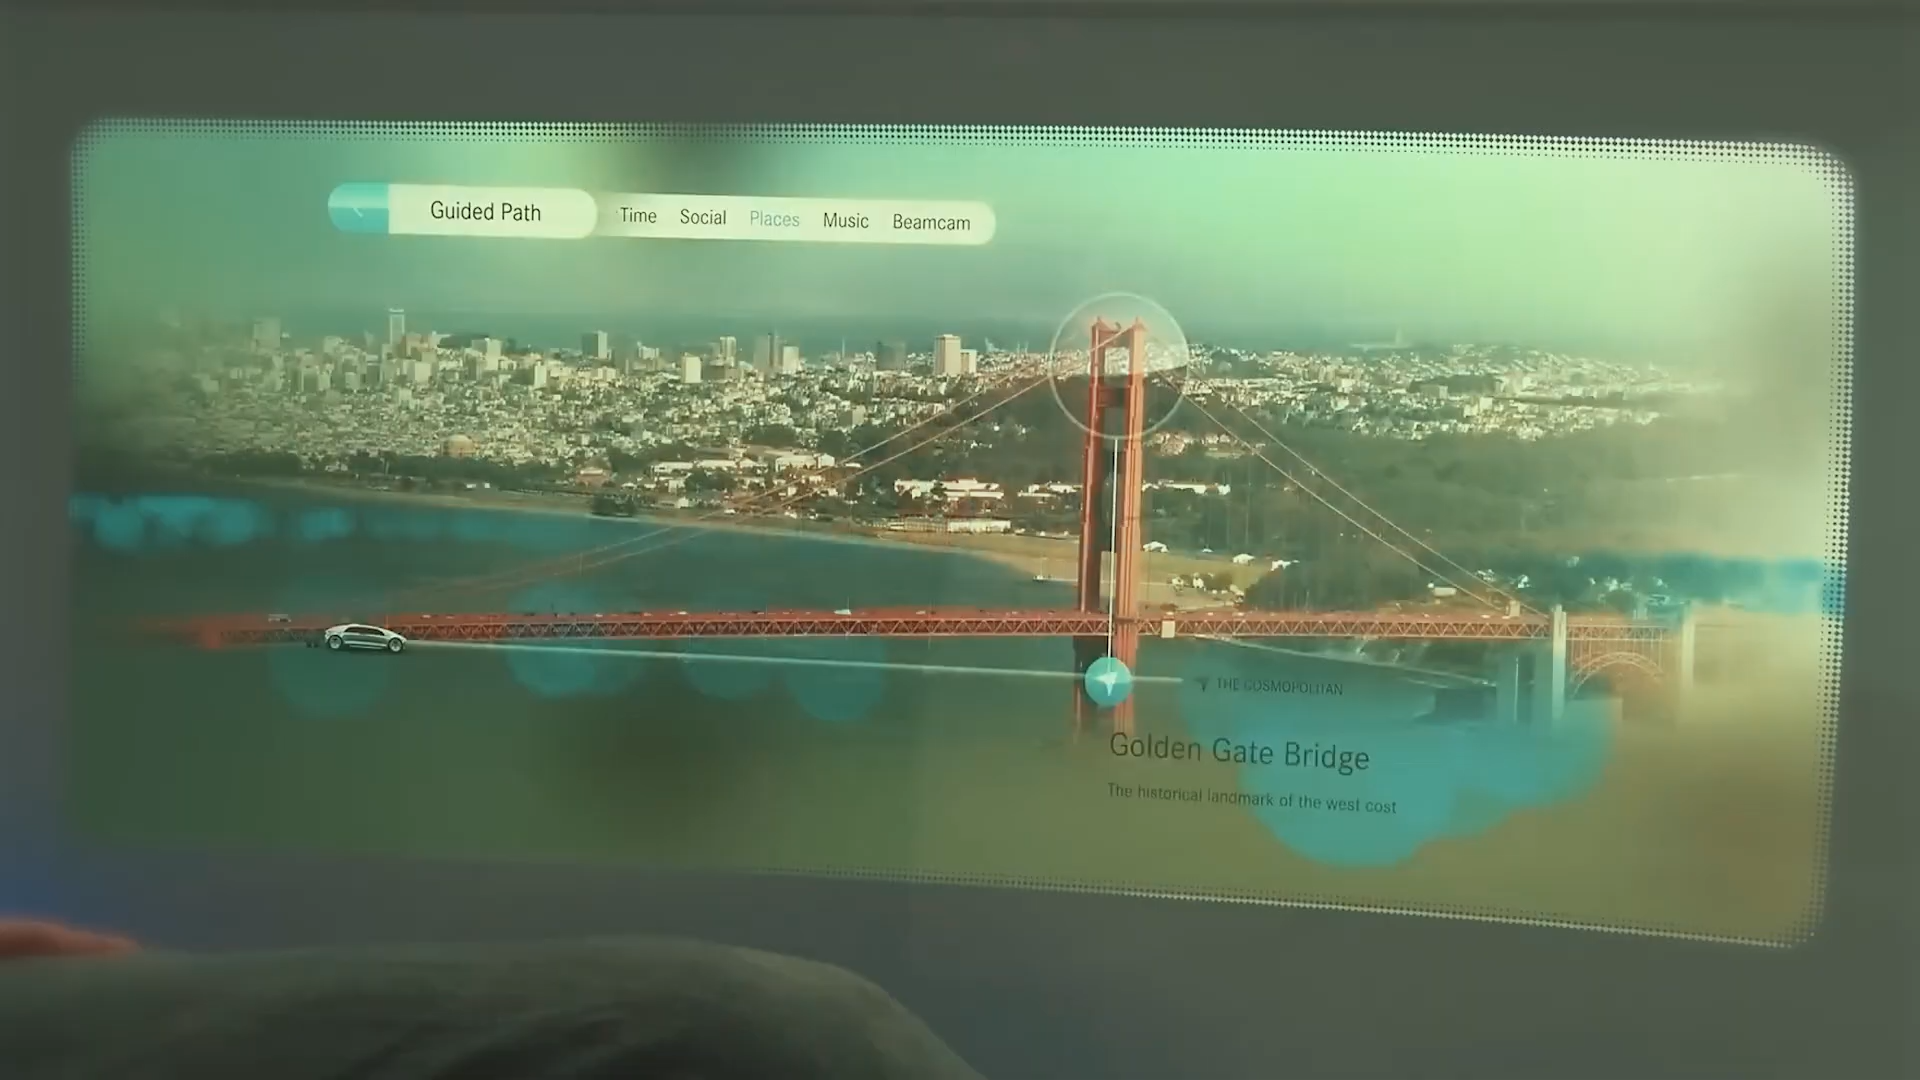 Guided Path
Time Social Places Music Beamcam
THE COSMOPOLITAN
Golden Gate Bridge
The historical landmark of the west cost